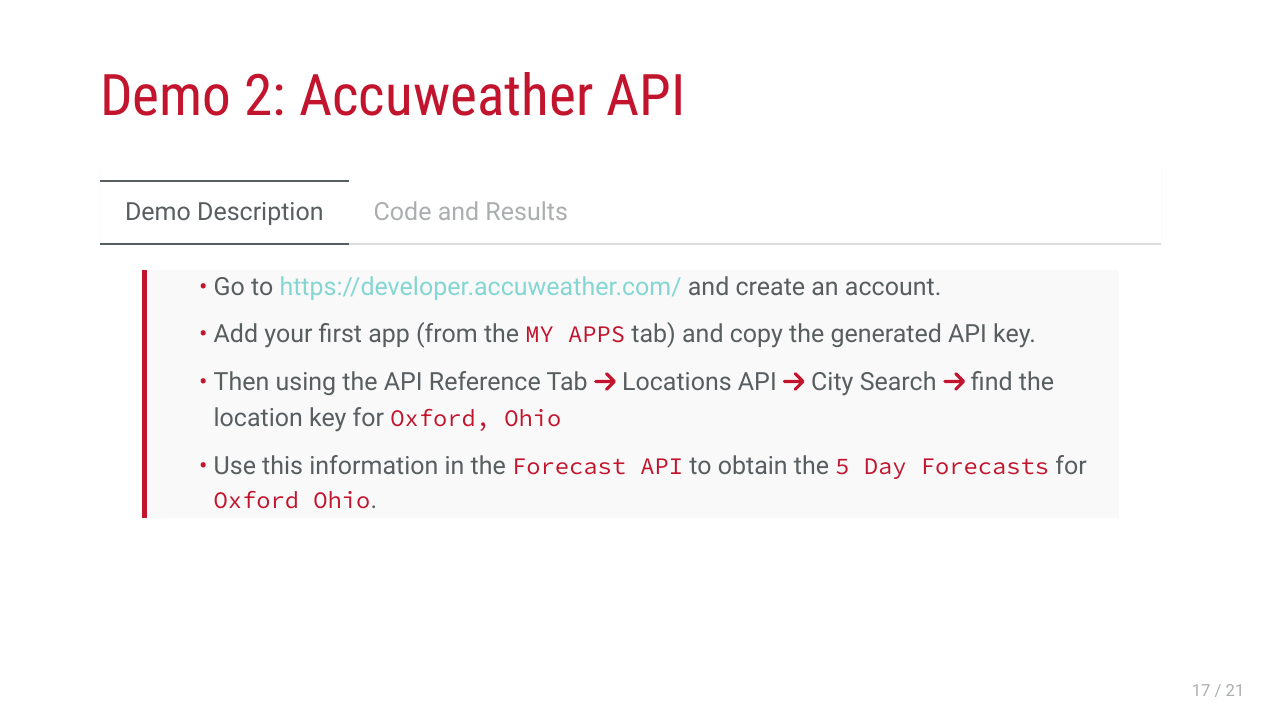 Demo 2: Accuweather API
Demo Description
Code and Results
• Go to https://developer.accuweather.com/ and create an account.
• Add your first app (from the MY APPS tab) and copy the generated API key.
• Then using the API Reference Tab ➔ Locations API ➔ City Search ➔ find the
location key for Oxford, Ohio
• Use this information in the Forecast API to obtain the 5 Day Forecasts for
Oxford Ohio.
17 / 21